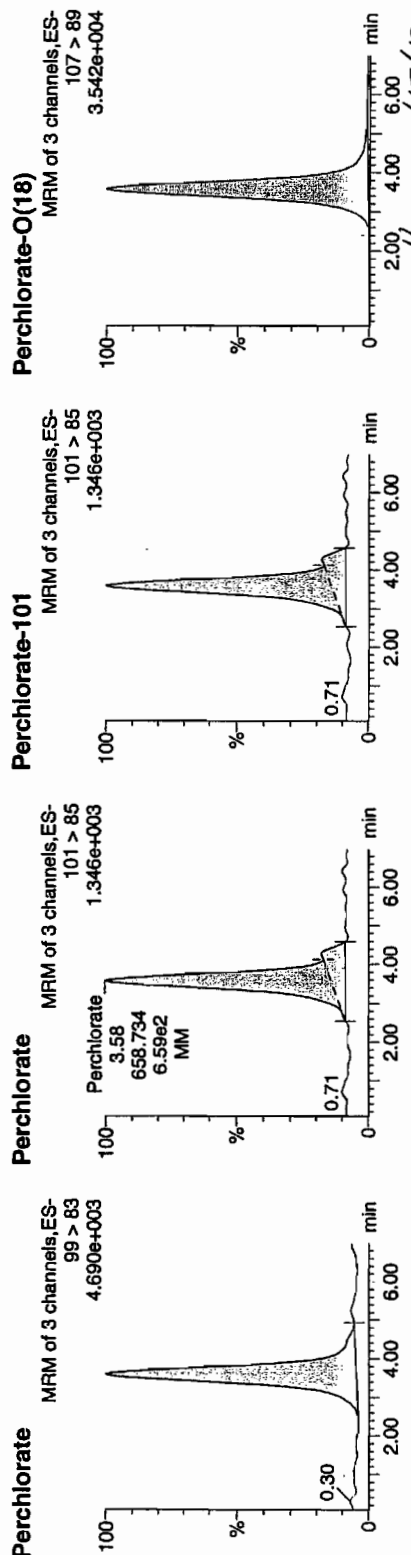 Perchlorate
MRM of 3 channels,ES-
99 > 83
4.690e+003
100
%
0
0.30
2.00
4.00
6.00
min
Perchlorate
MRM of 3 channels,ES-
101 > 85
1.346e+003
100
Perchlorate
3.58
658.734
6.59e2
MM
%
0
0.71
2.00
4.00
6.00
min
Perchlorate-101
MRM of 3 channels,ES-
101 > 85
1.346e+003
100
%
0
0.71
2.00
4.00
6.00
min
Perchlorate-O(18)
MRM of 3 channels,ES-
107 > 89
3.542e+004
100
%
0
2.00
4.00
6.00
min